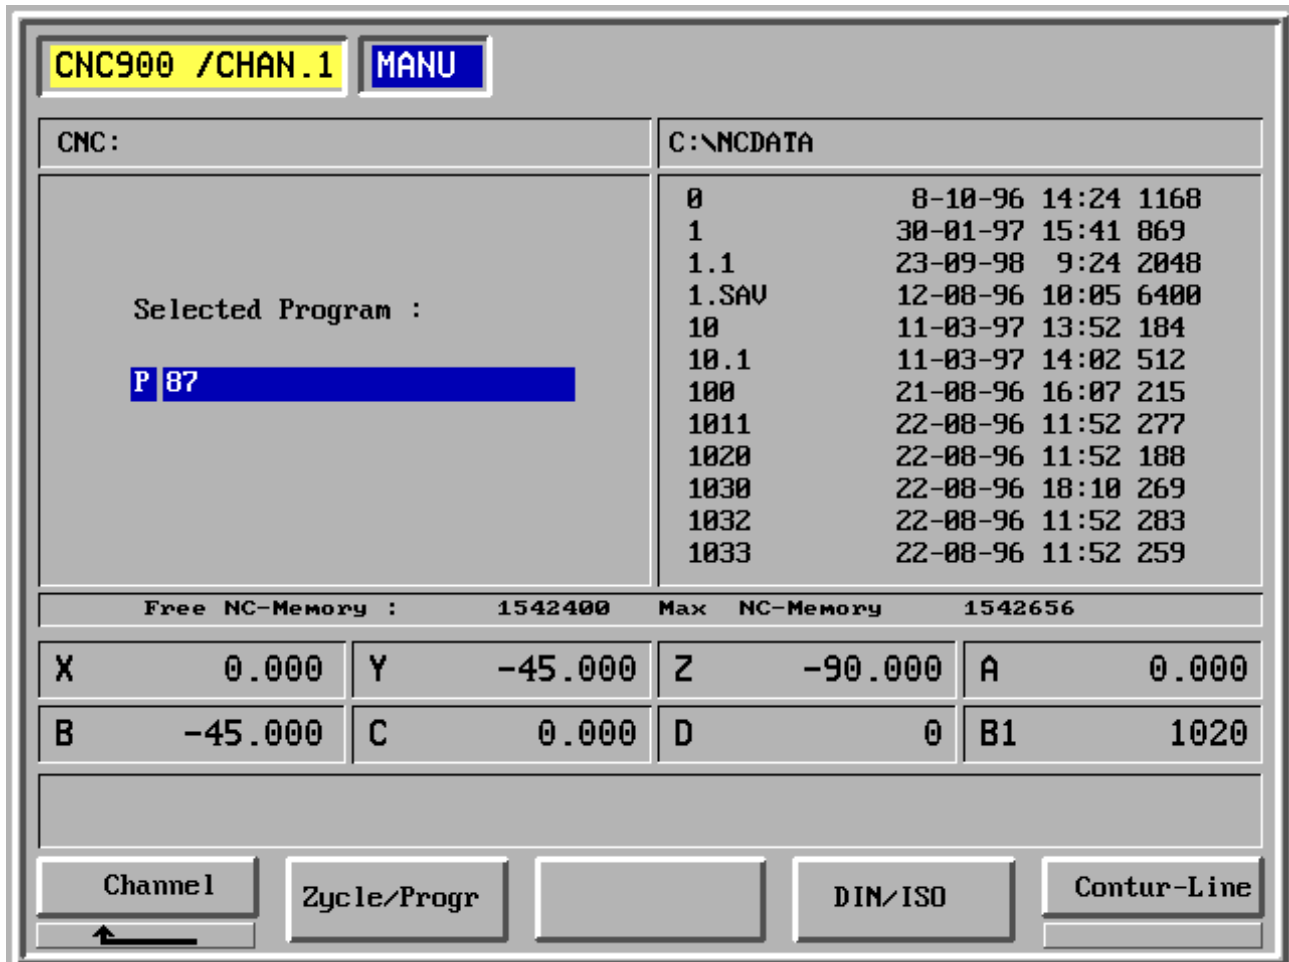 CNC900 /CHAN.1 MANU
CNC: C:\NCDATA
Selected Program :
P 87
0 8-10-96 14:24 1168
1 30-01-97 15:41 869
1.1 23-09-98 9:24 2048
1.SAV 12-08-96 10:05 6400
10 11-03-97 13:52 184
10.1 11-03-97 14:02 512
100 21-08-96 16:07 215
1011 22-08-96 11:52 277
1020 22-08-96 11:52 188
1030 22-08-96 18:10 269
1032 22-08-96 11:52 283
1033 22-08-96 11:52 259
Free NC-Memory : 1542400 Max NC-Memory 1542656
X 0.000 Y -45.000 Z -90.000 A 0.000
B -45.000 C 0.000 D 0 B1 1020
Channel Zycle/Progr DIN/ISO Contur-Line